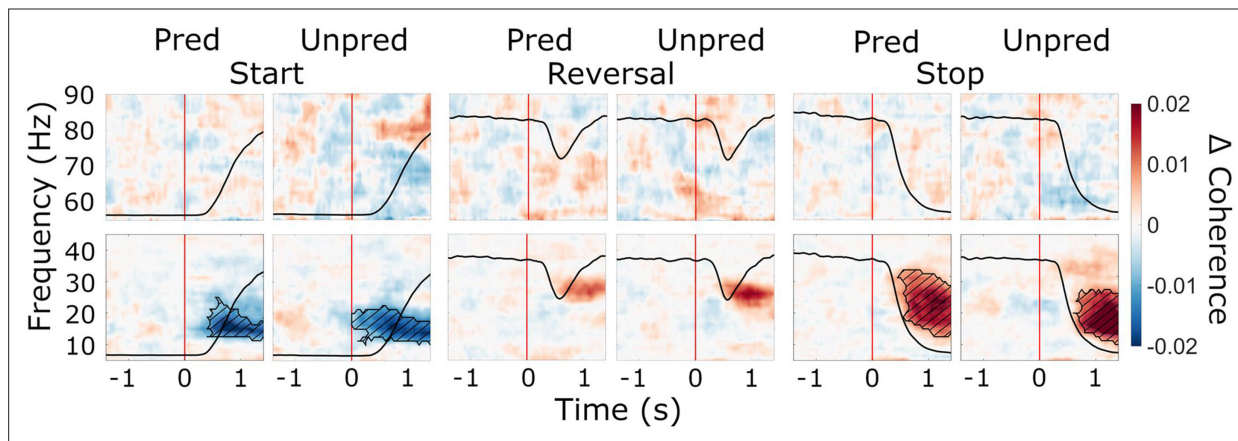 Pred Unpred Pred Unpred Pred Unpred
Start Reversal Stop
Frequency (Hz)
90
80
70
60
40
30
20
10
-1 0 1 -1 0 1 -1 0 1 -1 0 1 -1 0 1 -1 0 1
Time (s)
0.02
0.01
0
-0.01
-0.02
Δ Coherence